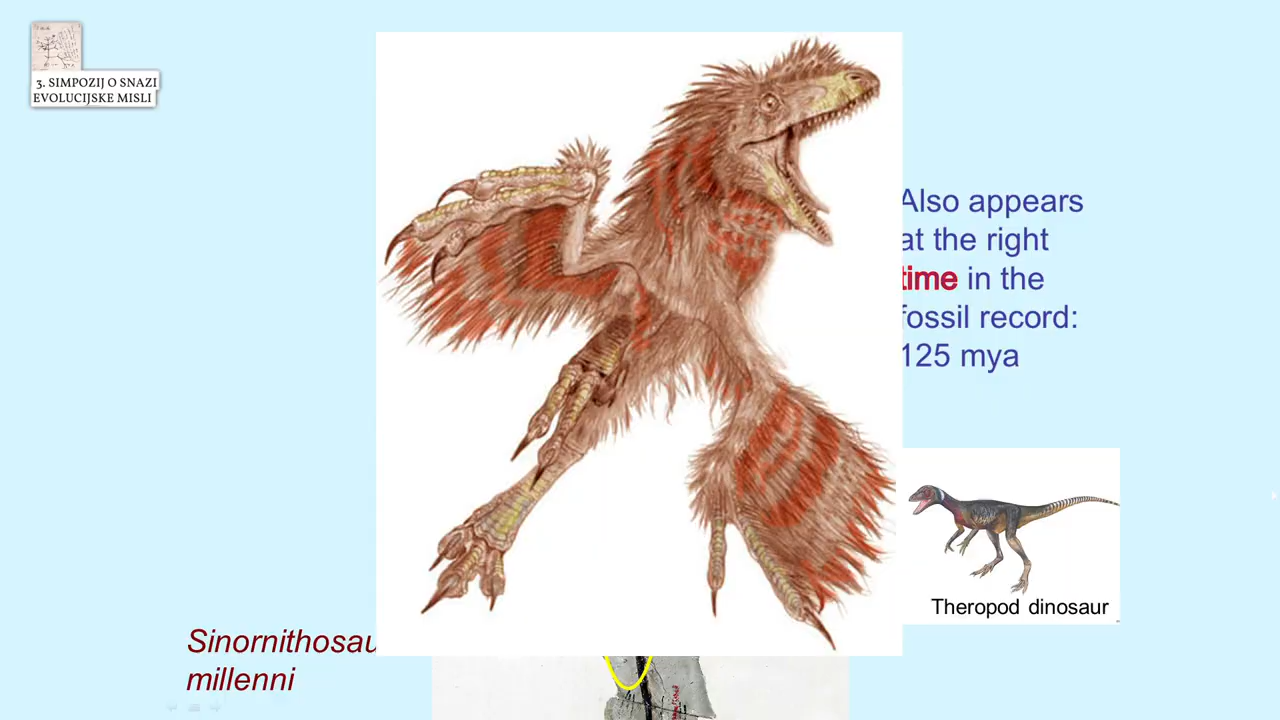 3. SIMPOZIJ O SNAZI
EVOLUCIJSKE MISLI
Also appears
at the right
time in the
fossil record:
125 mya
Theropod dinosaur
Sinornithosau
millenni